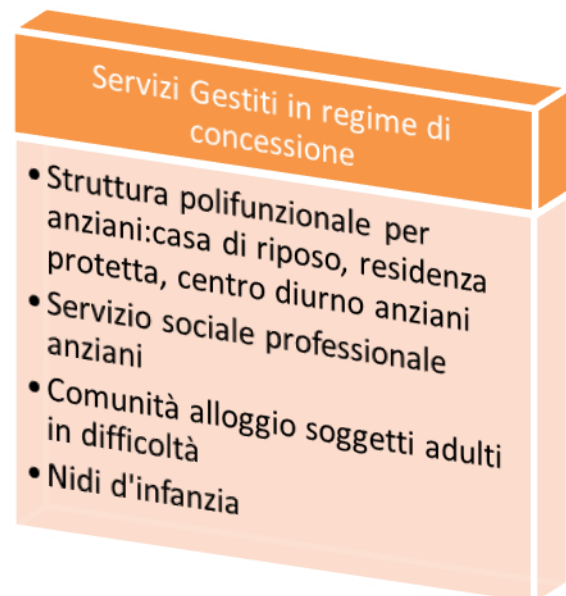 Servizi Gestiti in regime di
concessione
• Struttura polifunzionale per
anziani:casa di riposo, residenza
protetta, centro diurno anziani
• Servizio sociale professionale
anziani
• Comunità alloggio soggetti adulti
in difficoltà
• Nidi d'infanzia